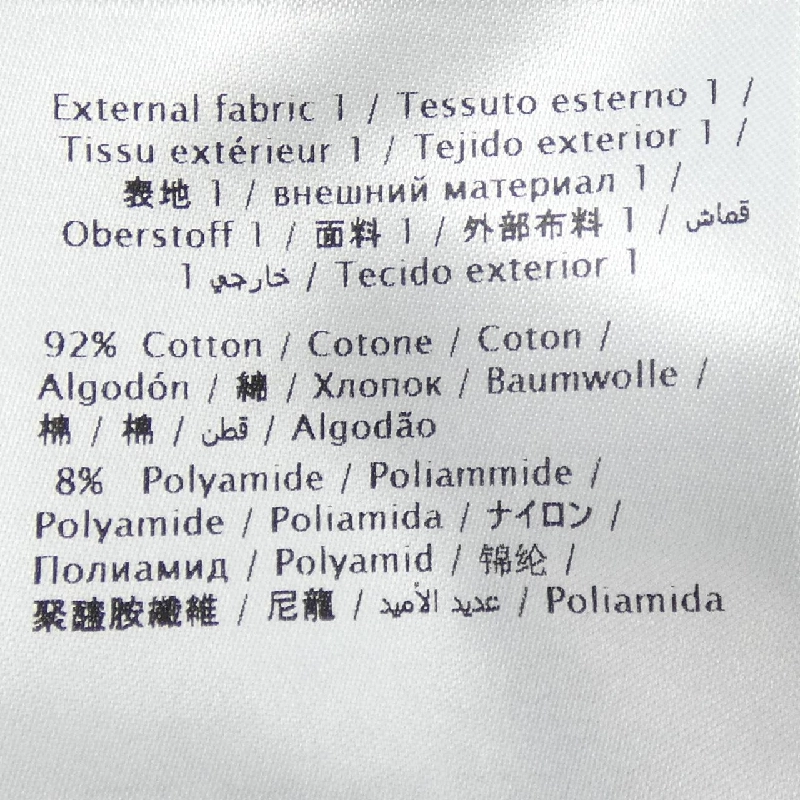 External fabric 1 / Tessuto esterno 1 /
Tissu extérieur 1 / Tejido exterior 1 /
表地 1 / внешний материал 1 /
Oberstoff 1 / 面料 1 / 外部布料 1 / قماش
خارجي 1 / Tecido exterior 1
92% Cotton / Cotone / Coton /
Algodón / 綿 / Хлопок / Baumwolle /
棉 / 棉 / قطن / Algodão
8% Polyamide / Poliammide /
Polyamide / Poliamida / ナイロン /
Полиамид / Polyamid / 锦纶 /
聚醯胺纖維 / 尼龍 / عديد الأميد / Poliamida